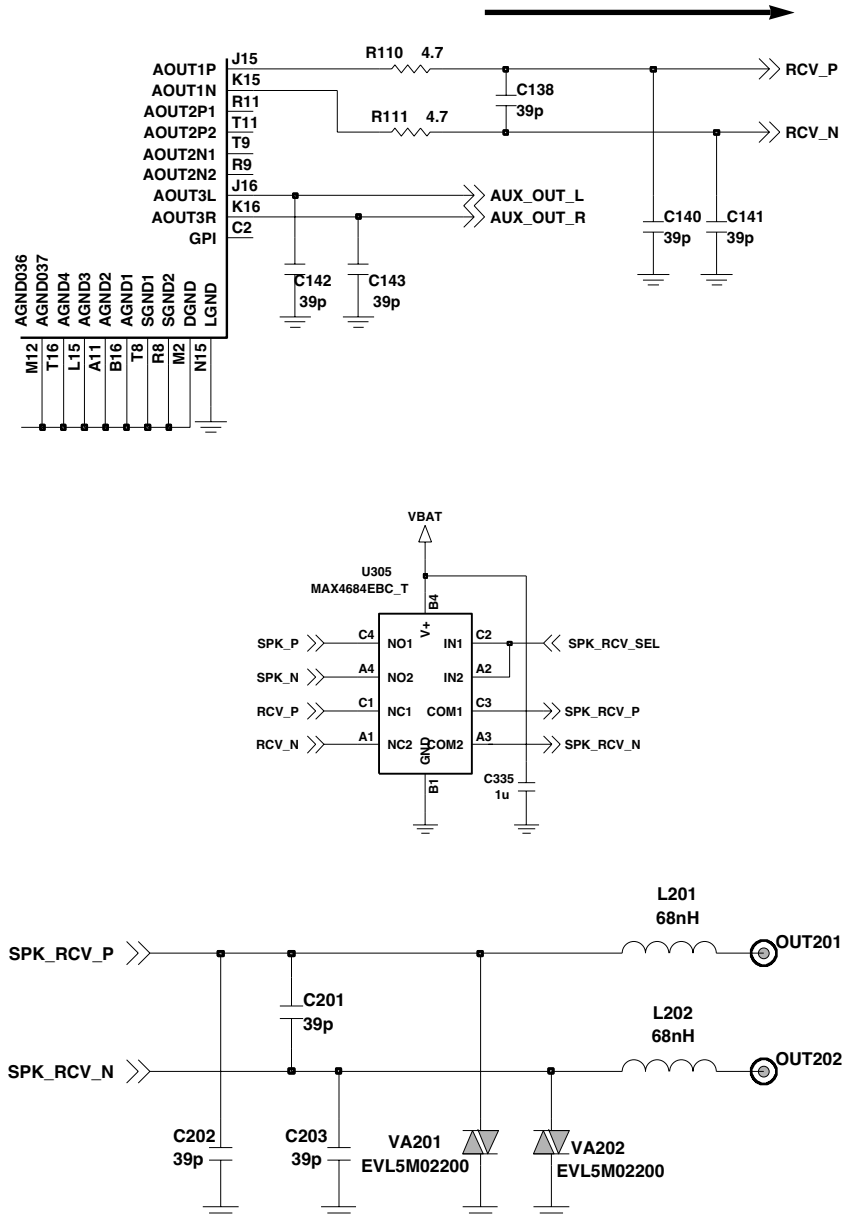 AOUT1P J15 R110 4.7 RCV_P
AOUT1N K15 C138
AOUT2P1 R11 39p
AOUT2P2 T11 R111 4.7 RCV_N
AOUT2N1 T9
AOUT2N2 R9
AOUT3L J16 AUX_OUT_L
AOUT3R K16 AUX_OUT_R C140 C141
GPI C2 39p 39p
C142 C143
39p 39p
AGND036 AGND037 AGND4 AGND3 AGND2 AGND1 SGND1 SGND2 DGND LGND
M12 T16 L15 A11 B16 T8 R8 M2 N15
VBAT
U305
MAX4684EBC_T
B4
V+
SPK_P C4 NO1 IN1 C2 SPK_RCV_SEL
SPK_N A4 NO2 IN2 A2
RCV_P C1 NC1 COM1 C3 SPK_RCV_P
RCV_N A1 NC2 GND COM2 A3 SPK_RCV_N
B1
C335
1u
L201
68nH
SPK_RCV_P OUT201
C201
39p
L202
68nH
SPK_RCV_N OUT202
C202 C203 VA201 VA202
39p 39p EVL5M02200 EVL5M02200